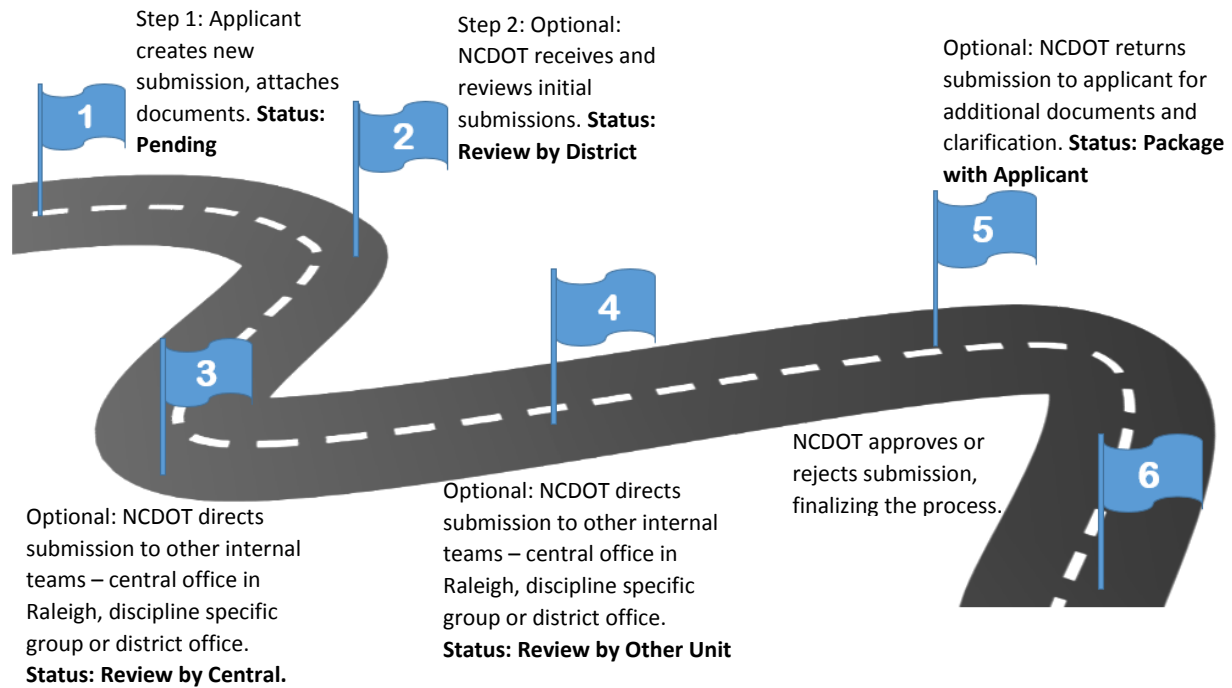 1
Step 1: Applicant
creates new
submission, attaches
documents. Status:
Pending
2
Step 2: Optional:
NCDOT receives and
reviews initial
submissions. Status:
Review by District
3
Optional: NCDOT directs
submission to other internal
teams – central office in
Raleigh, discipline specific
group or district office.
Status: Review by Central.
4
Optional: NCDOT directs
submission to other internal
teams – central office in
Raleigh, discipline specific
group or district office.
Status: Review by Other Unit
5
Optional: NCDOT returns
submission to applicant for
additional documents and
clarification. Status: Package
with Applicant
6
NCDOT approves or
rejects submission,
finalizing the process.